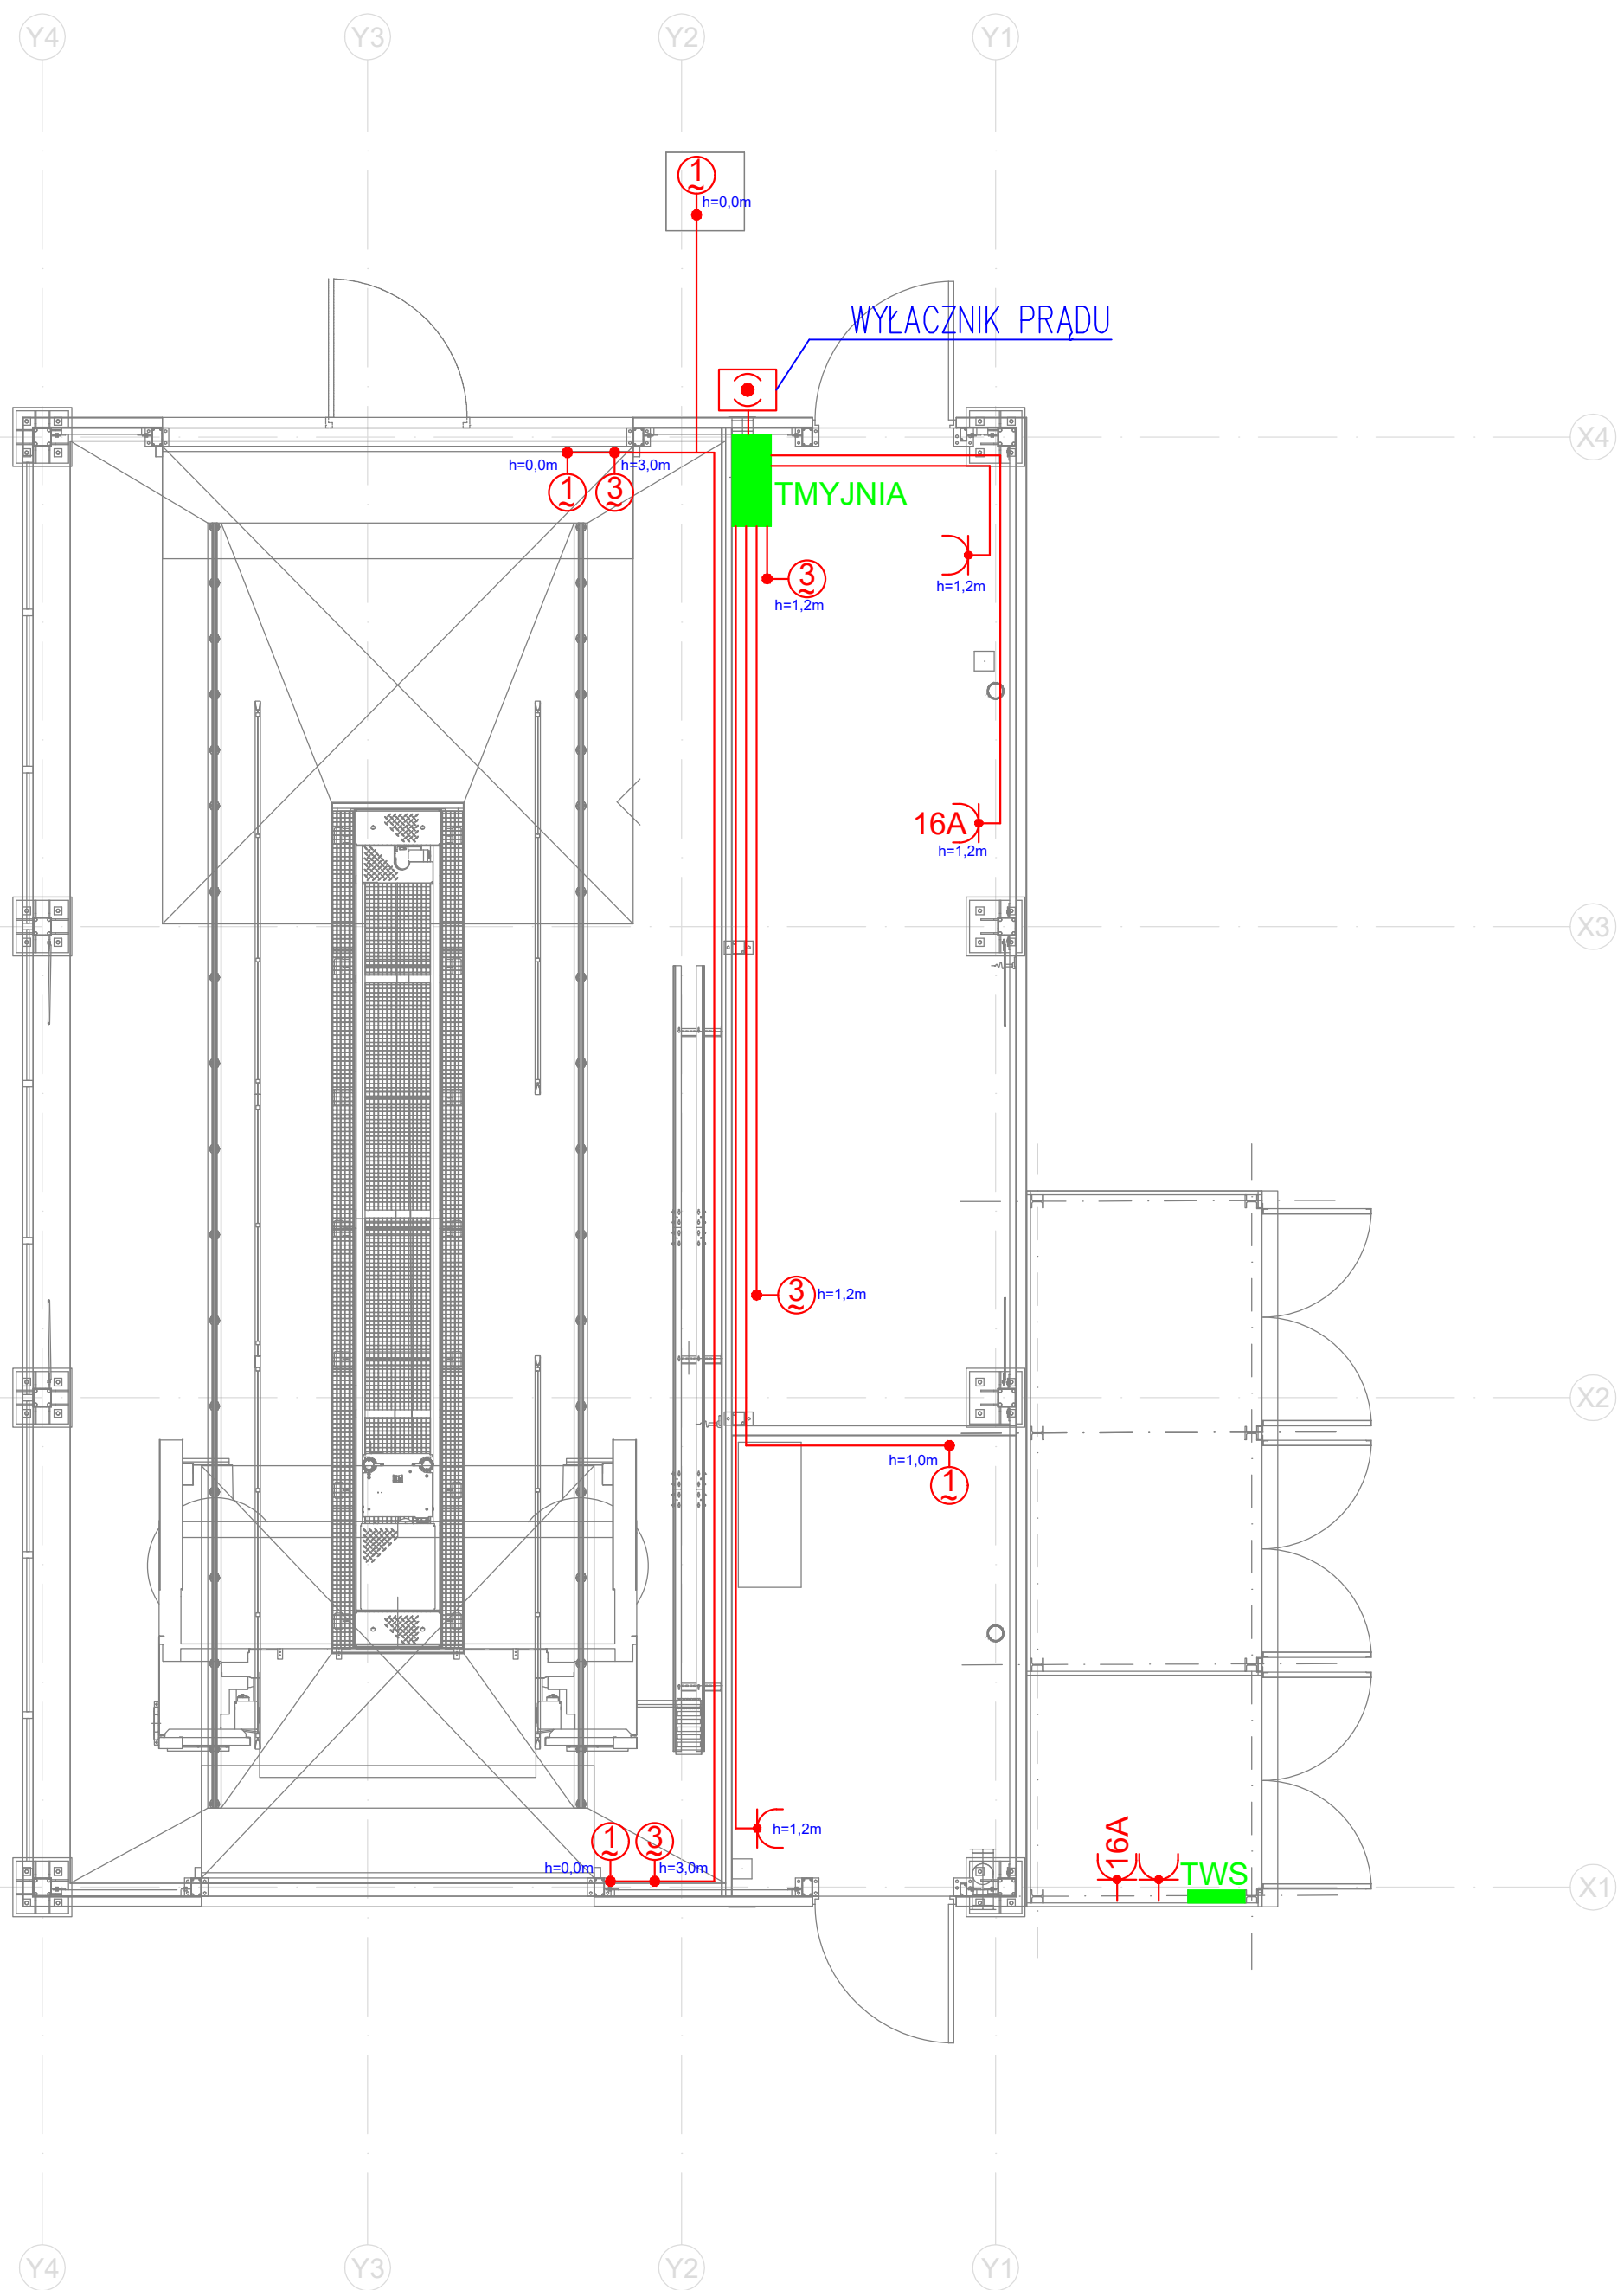 Y4 Y3 Y2 Y1
1
~
h=0,0m
WYŁACZNIK PRĄDU
X4
h=0,0m h=3,0m
1 3
~ ~
TMYJNIA
3
~
h=1,2m
h=1,2m
16A
h=1,2m
X3
3
~
h=1,2m
X2
h=1,0m
1
~
h=1,2m
1 3
~ ~
h=0,0m h=3,0m
16A
TWS
X1
Y4 Y3 Y2 Y1